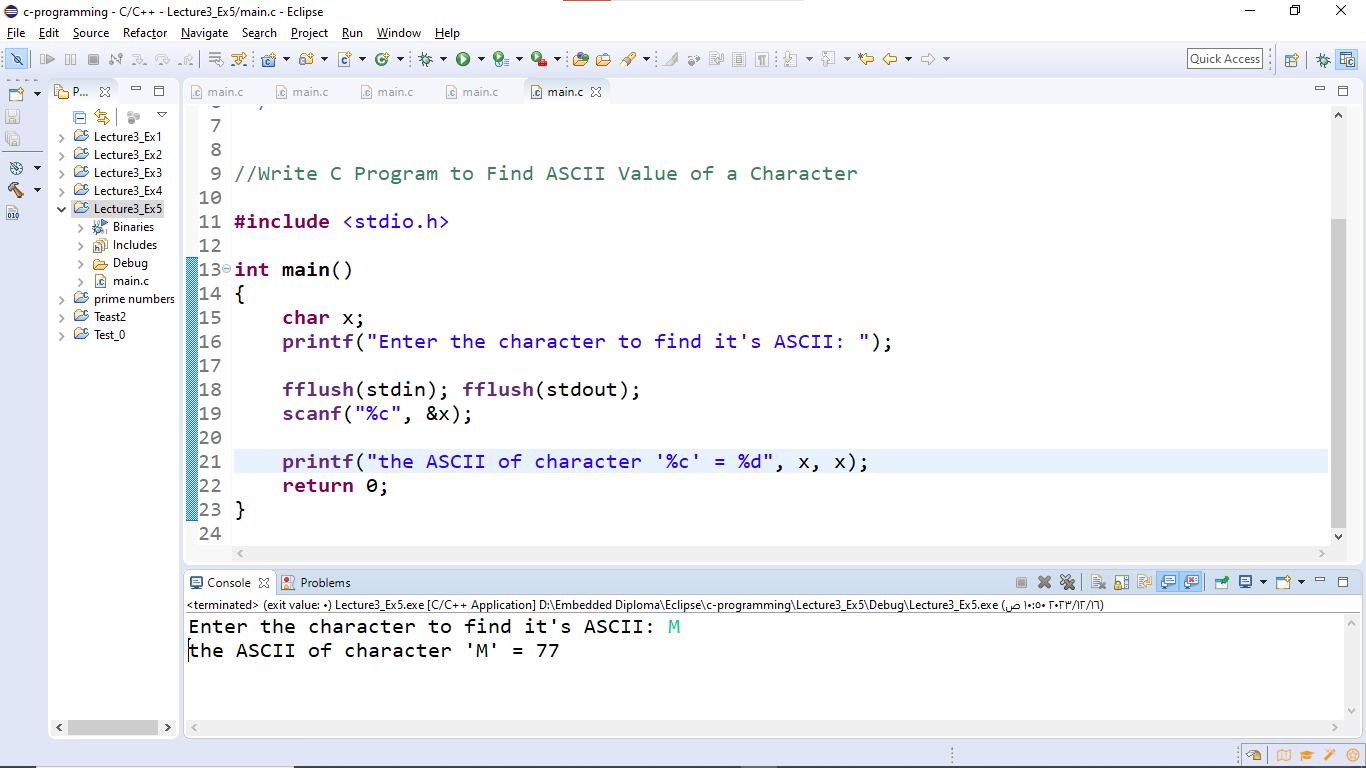 c-programming - C/C++ - Lecture3_Ex5/main.c - Eclipse
File Edit Source Refactor Navigate Search Project Run Window Help
Quick Access
P...
main.c main.c main.c main.c main.c
Lecture3_Ex1
Lecture3_Ex2
Lecture3_Ex3
Lecture3_Ex4
Lecture3_Ex5
Binaries
Includes
Debug
main.c
prime numbers
Teast2
Test_0
7
8
9 //Write C Program to Find ASCII Value of a Character
10
11 #include <stdio.h>
12
13 int main()
14 {
15 char x;
16 printf("Enter the character to find it's ASCII: ");
17
18 fflush(stdin); fflush(stdout);
19 scanf("%c", &x);
20
21 printf("the ASCII of character '%c' = %d", x, x);
22 return 0;
23 }
24
Console Problems
<terminated> (exit value: ٠) Lecture3_Ex5.exe [C/C++ Application] D:\Embedded Diploma\Eclipse\c-programming\Lecture3_Ex5\Debug\Lecture3_Ex5.exe (٢٠٢٣/١٢/١٦ ١٠:٥٠ ص)
Enter the character to find it's ASCII: M
the ASCII of character 'M' = 77